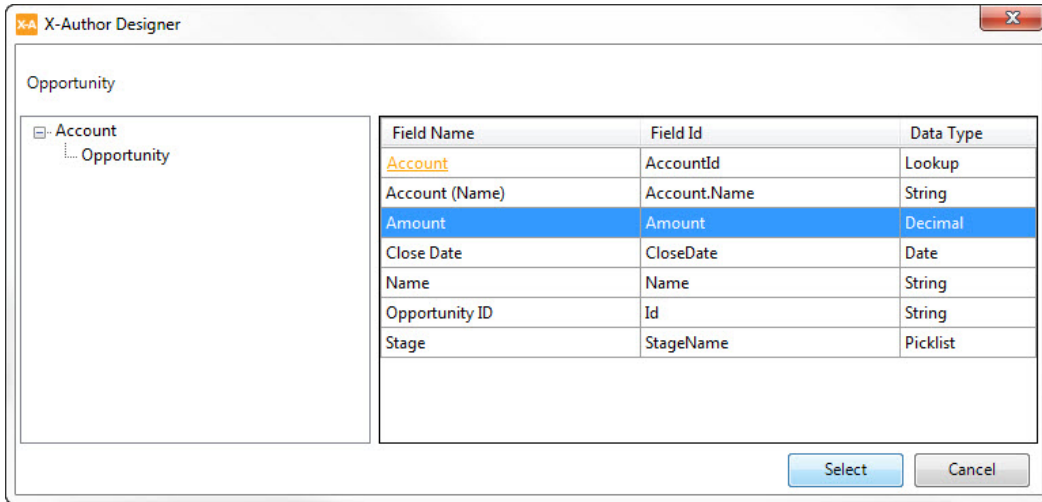 X-A X-Author Designer
X
Opportunity
Account
Opportunity
Field Name Field Id Data Type
Account AccountId Lookup
Account (Name) Account.Name String
Amount Amount Decimal
Close Date CloseDate Date
Name Name String
Opportunity ID Id String
Stage StageName Picklist
Select Cancel